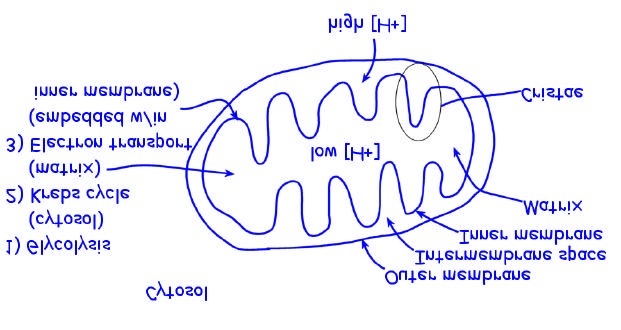 Cytosol
1) Glycolysis
(cytosol)
2) Krebs cycle
(matrix)
3) Electron transport
(embedded w/in
inner membrane)
Outer membrane
Intermembrane space
Inner membrane
Matrix
low [H+]
Cristae
high [H+]